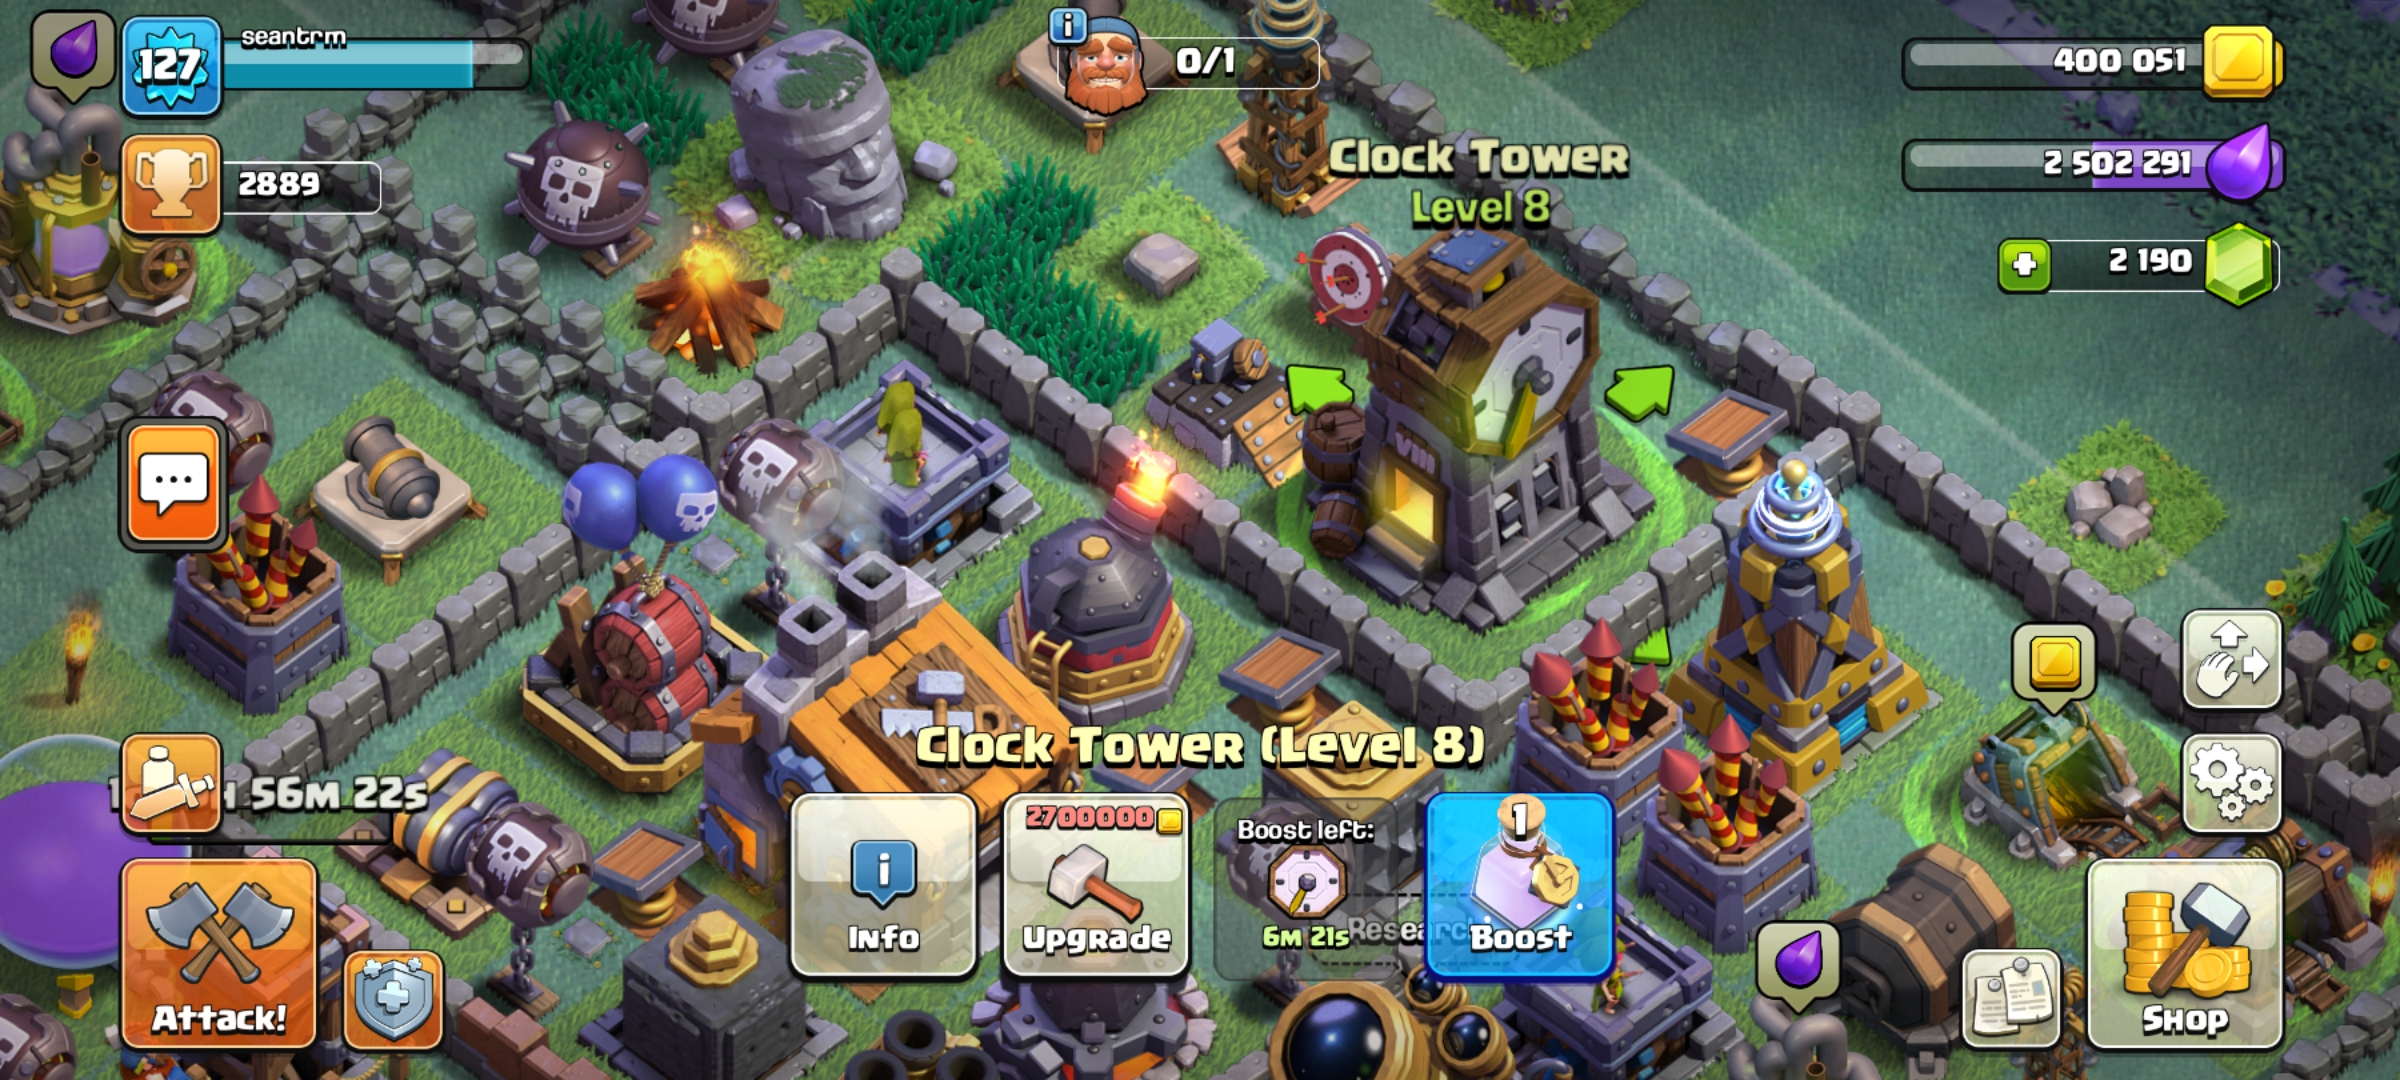 127
seantrm
0/1
400 051
2889
Clock Tower
Level 8
2 502 291
2 190
VIII
Clock Tower (Level 8)
56M 22s
2700000
Boost left:
1
Info
Upgrade
6M 21s
Boost
Attack!
Shop